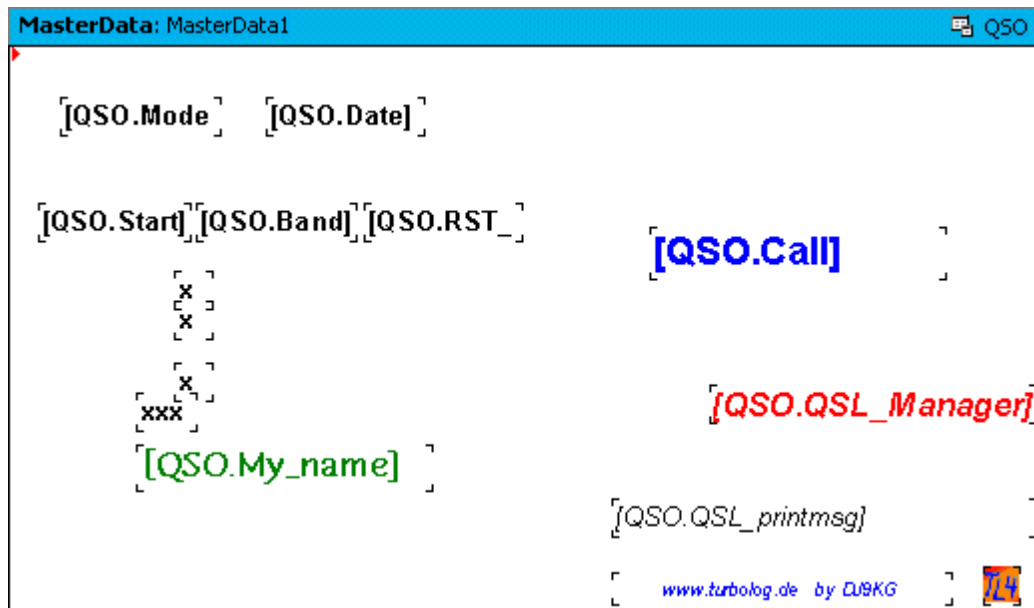 MasterData: MasterData1 QSO
[QSO.Mode [QSO.Date]
[QSO.Start] [QSO.Band] [QSO.RST_
[QSO.Call]
x
x
x
xxx
[QSO.QSL_Manager]
[QSO.My_name]
[QSO.QSL_printmsg]
www.turbolog.de by DJ9KG
TL4